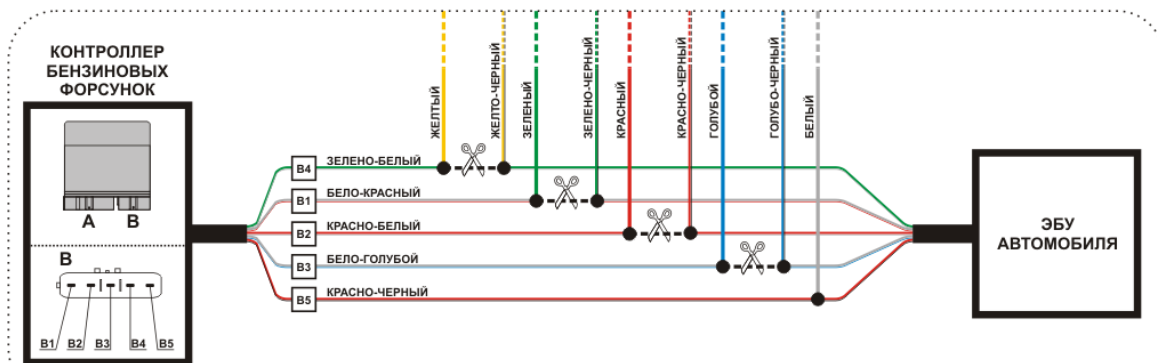 КОНТРОЛЛЕР
БЕНЗИНОВЫХ
ФОРСУНОК
A B
B
B1 B2 B3 B4 B5
ЖЕЛТЫЙ
ЖЕЛТО-ЧЕРНЫЙ
ЗЕЛЕНЫЙ
ЗЕЛЕНО-ЧЕРНЫЙ
КРАСНЫЙ
КРАСНО-ЧЕРНЫЙ
ГОЛУБОЙ
ГОЛУБО-ЧЕРНЫЙ
БЕЛЫЙ
B4 ЗЕЛЕНО-БЕЛЫЙ
B1 БЕЛО-КРАСНЫЙ
B2 КРАСНО-БЕЛЫЙ
B3 БЕЛО-ГОЛУБОЙ
B5 КРАСНО-ЧЕРНЫЙ
ЭБУ
АВТОМОБИЛЯ